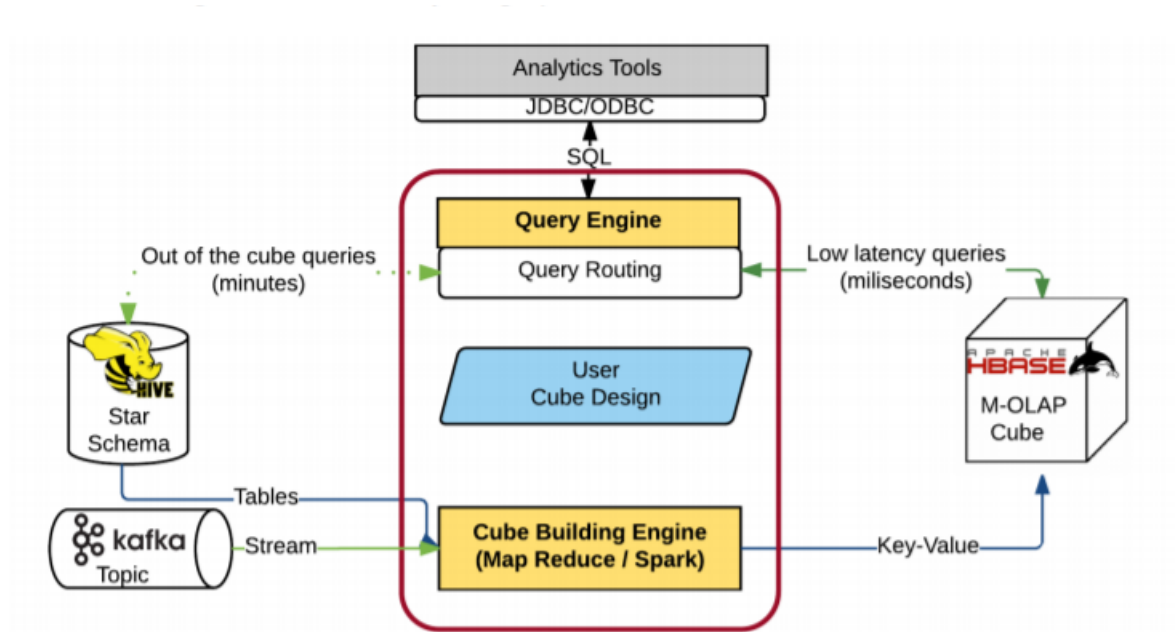 Analytics Tools
JDBC/ODBC
SQL
Query Engine
Query Routing
Out of the cube queries
(minutes)
Low latency queries
(miliseconds)
HIVE
Star
Schema
User
Cube Design
APACHE
HBASE
M-OLAP
Cube
Tables
kafka
Topic
Stream
Cube Building Engine
(Map Reduce / Spark)
Key-Value